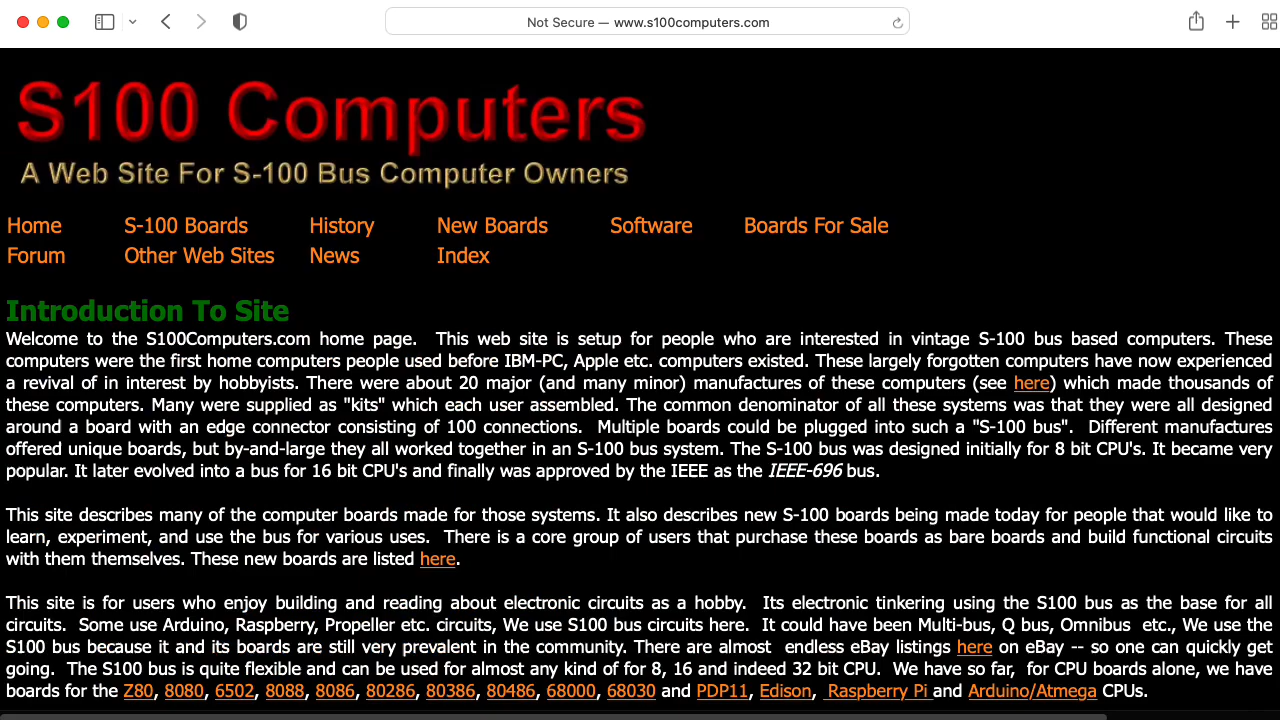 Not Secure — www.s100computers.com
S100 Computers
A Web Site For S-100 Bus Computer Owners
Home S-100 Boards History New Boards Software Boards For Sale
Forum Other Web Sites News Index
Introduction To Site
Welcome to the S100Computers.com home page.  This web site is setup for people who are interested in vintage S-100 bus based computers. These
computers were the first home computers people used before IBM-PC, Apple etc. computers existed. These largely forgotten computers have now experienced
a revival of in interest by hobbyists. There were about 20 major (and many minor) manufactures of these computers (see here) which made thousands of
these computers. Many were supplied as "kits" which each user assembled. The common denominator of all these systems was that they were all designed
around a board with an edge connector consisting of 100 connections.  Multiple boards could be plugged into such a "S-100 bus".  Different manufactures
offered unique boards, but by-and-large they all worked together in an S-100 bus system. The S-100 bus was designed initially for 8 bit CPU's. It became very
popular. It later evolved into a bus for 16 bit CPU's and finally was approved by the IEEE as the IEEE-696 bus.
This site describes many of the computer boards made for those systems. It also describes new S-100 boards being made today for people that would like to
learn, experiment, and use the bus for various uses.  There is a core group of users that purchase these boards as bare boards and build functional circuits
with them themselves. These new boards are listed here.
This site is for users who enjoy building and reading about electronic circuits as a hobby.  Its electronic tinkering using the S100 bus as the base for all
circuits.  Some use Arduino, Raspberry, Propeller etc. circuits, We use S100 bus circuits here.  It could have been Multi-bus, Q bus, Omnibus  etc., We use the
S100 bus because it and its boards are still very prevalent in the community. There are almost  endless eBay listings here on eBay -- so one can quickly get
going.  The S100 bus is quite flexible and can be used for almost any kind of for 8, 16 and indeed 32 bit CPU.  We have so far,  for CPU boards alone, we have
boards for the Z80, 8080, 6502, 8088, 8086, 80286, 80386, 80486, 68000, 68030 and PDP11, Edison, Raspberry Pi and Arduino/Atmega CPUs.